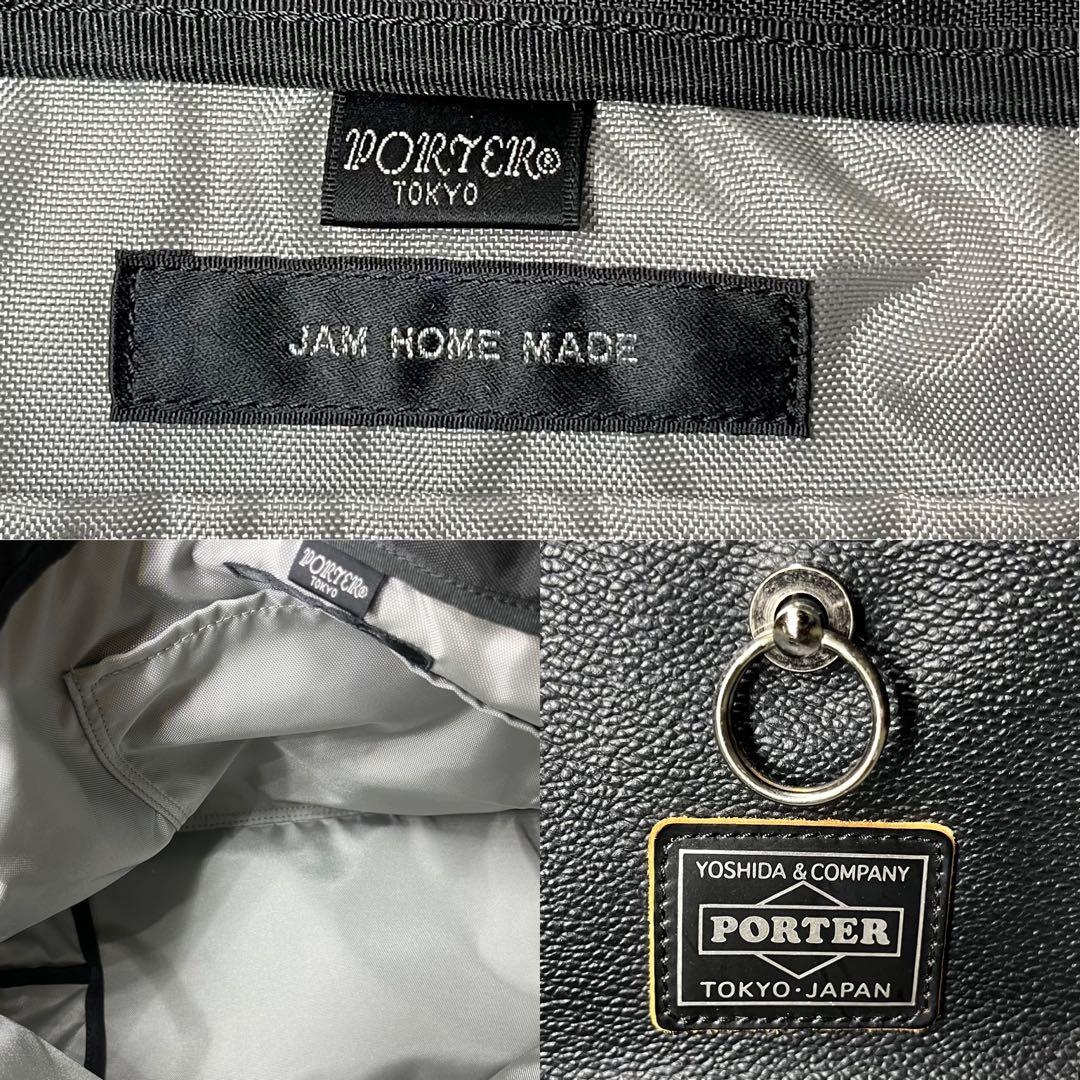 PORTER®
TOKYO
JAM HOME MADE
PORTER®
TOKYO
YOSHIDA & COMPANY
PORTER
TOKYO · JAPAN